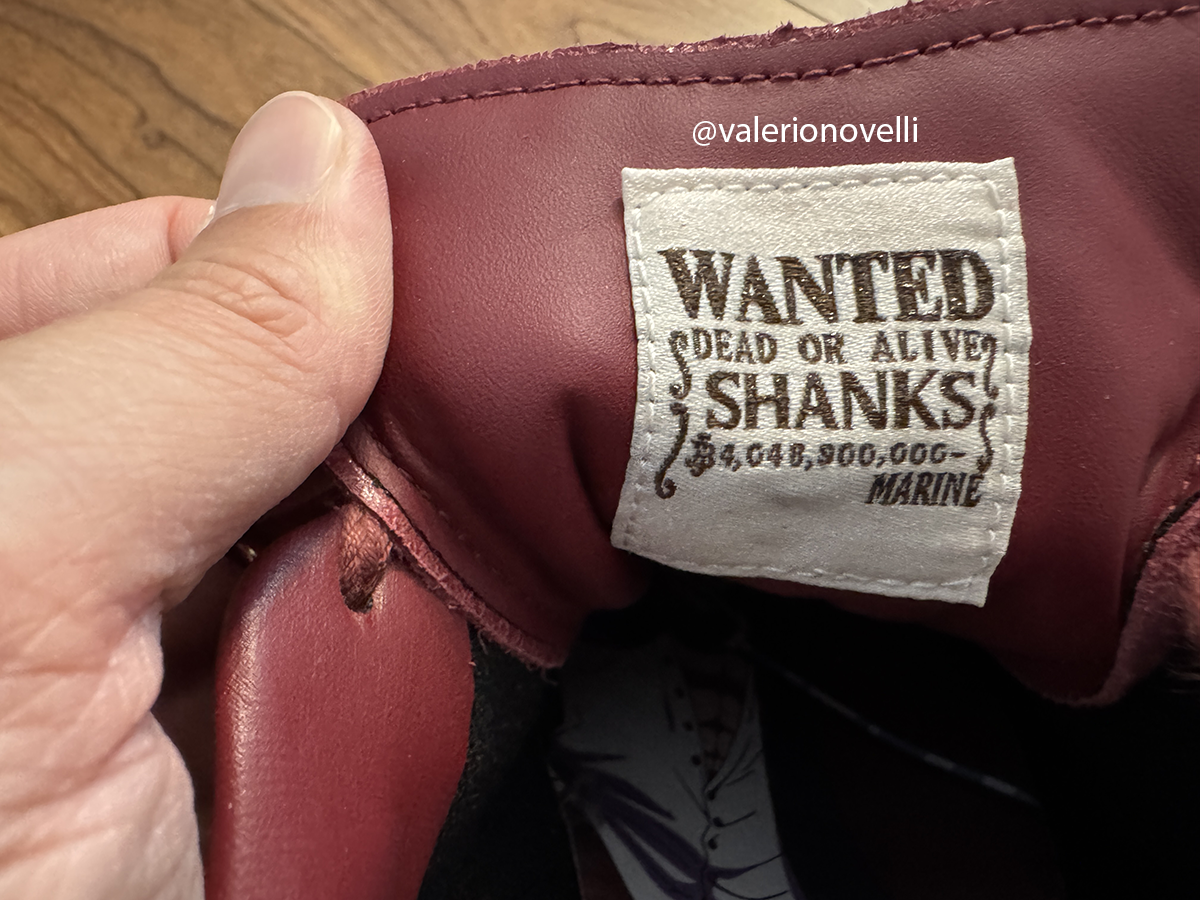 @valerionovelli
WANTED
DEAD OR ALIVE
SHANKS
฿4,048,900,000-
MARINE